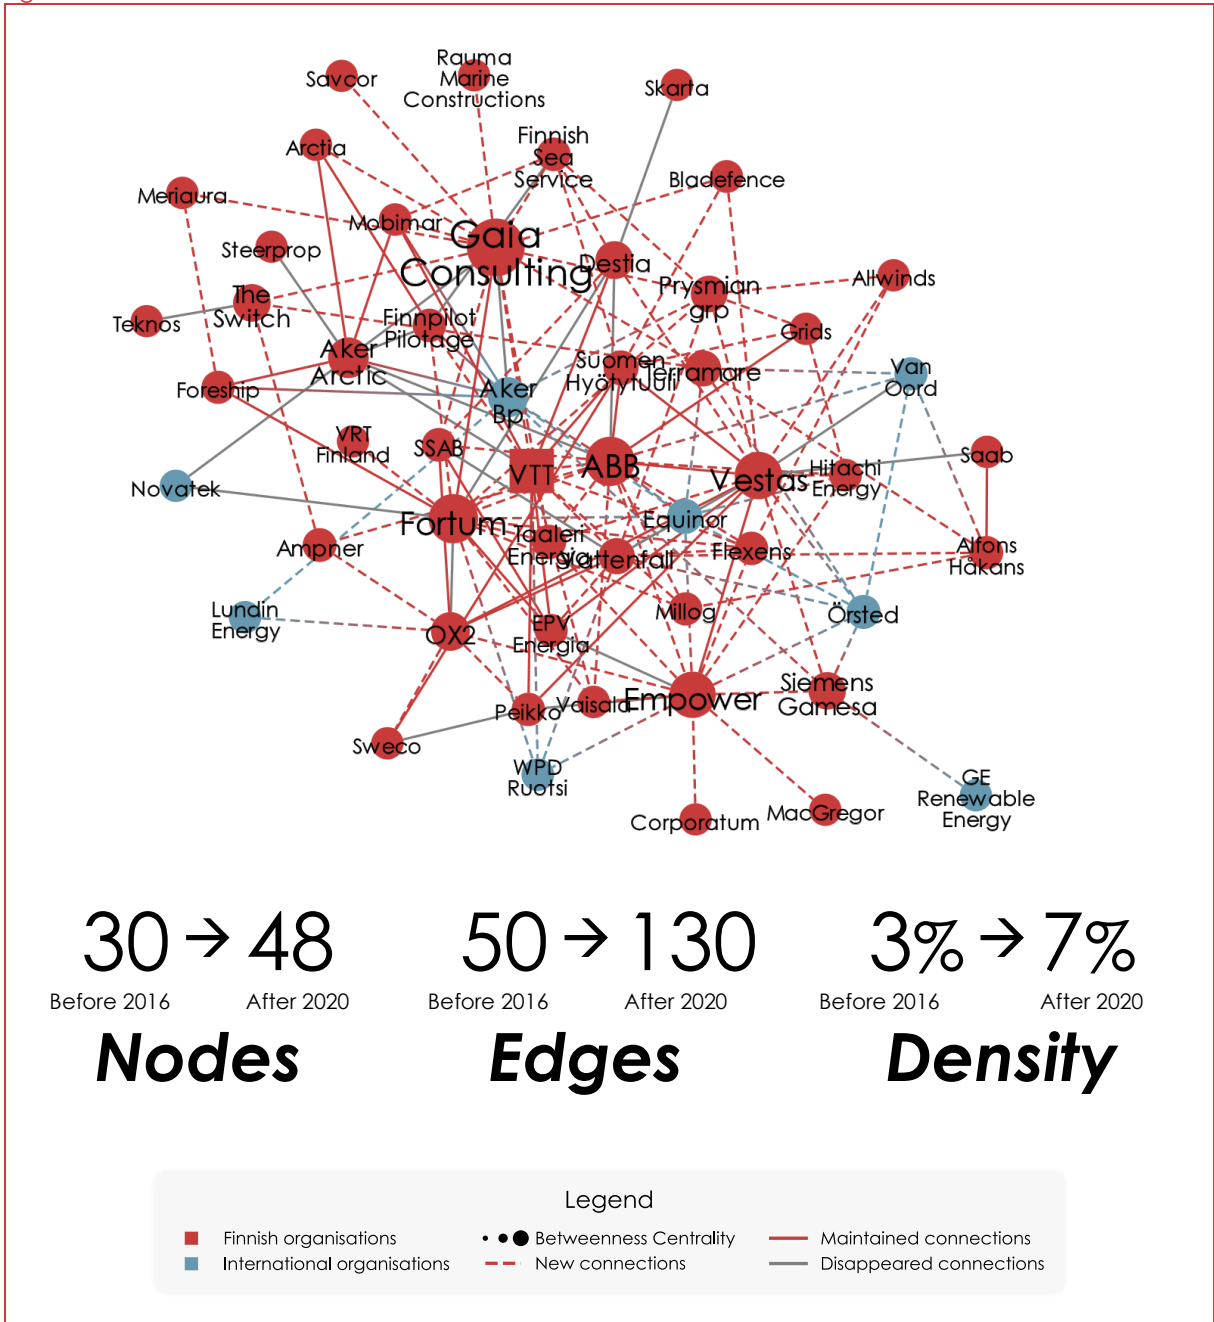 Rauma
Marine
Constructions
Savcor
Skarta
Finnish
Sea
Service
Arctia
Bladefence
Meriaura
Mobimar
Gaia
Consulting
Steerprop
Destia
Allwinds
Prysmian
grp
The
Switch
Teknos
Finnpilot
Pilotage
Grids
Aker
Arctic
Suomen
Hyötytuuli
Terramare
Van
Oord
Foreship
Aker
Bp
VRT
Finland
SSAB
VTT
ABB
Vestas
Hitachi
Energy
Saab
Novatek
Fortum
Equinor
Taaleri
Energia
Vattenfall
Flexens
Ampner
Alfons
Håkans
Lundin
Energy
OX2
EPV
Energia
Millog
Örsted
Siemens
Gamesa
Peikko
Vaisala
Empower
Sweco
WPD
Ruotsi
GE
Renewable
Energy
Corporatum
MacGregor
30 → 48
50 → 130
3% → 7%
Before 2016
After 2020
Before 2016
After 2020
Before 2016
After 2020
Nodes
Edges
Density
Legend
Finnish organisations
Betweenness Centrality
Maintained connections
International organisations
New connections
Disappeared connections